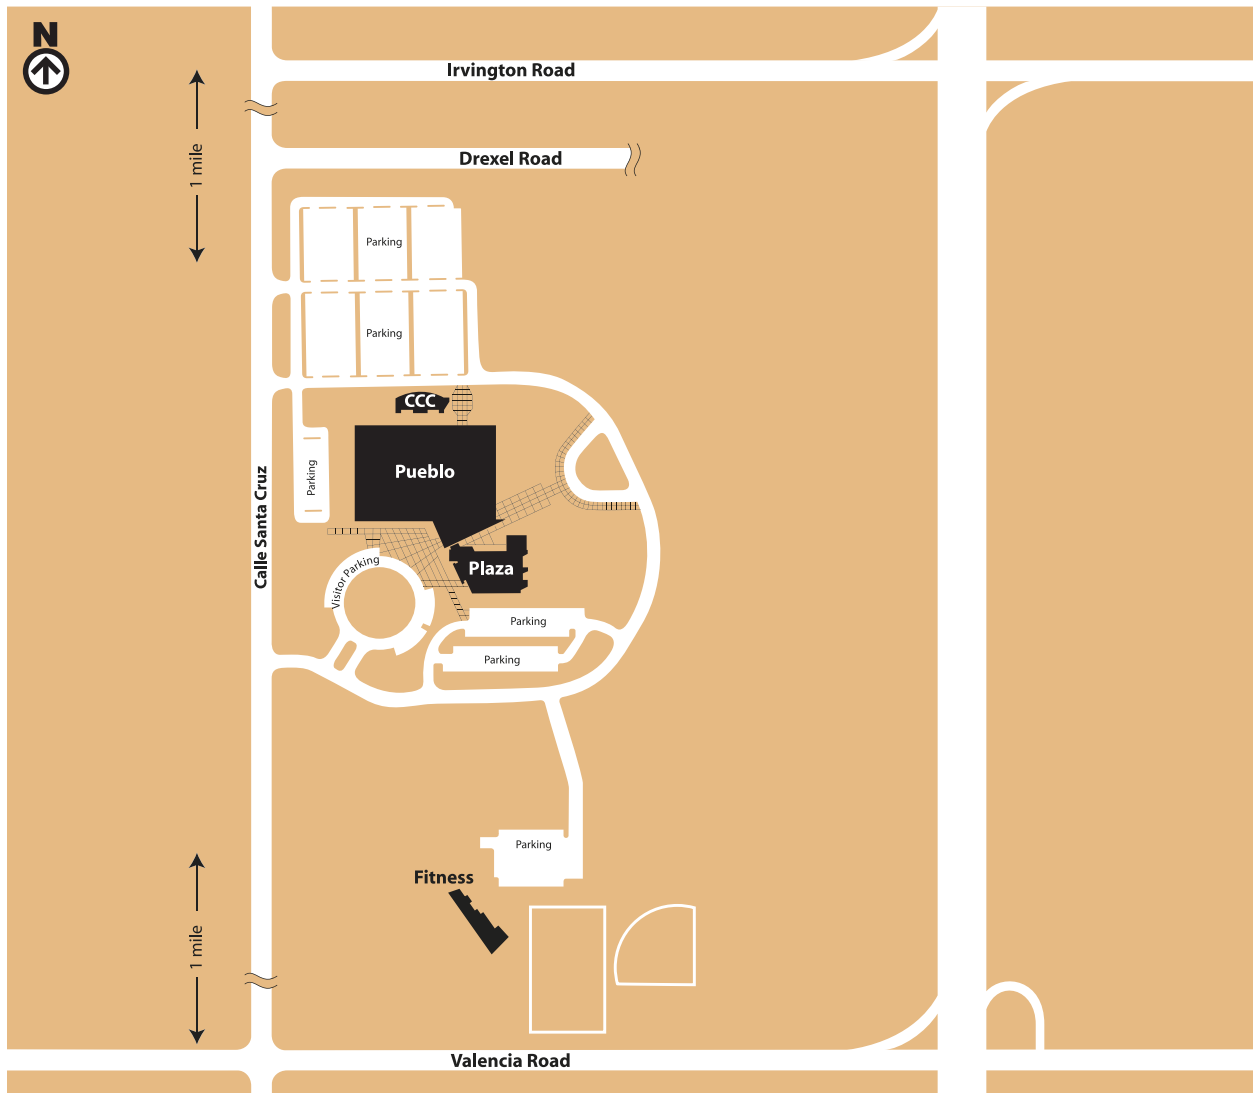 N
Irvington Road
1 mile
Drexel Road
Parking
Parking
CCC
Pueblo
Parking
Calle Santa Cruz
Visitor Parking
Plaza
Parking
Parking
Parking
Fitness
1 mile
Valencia Road